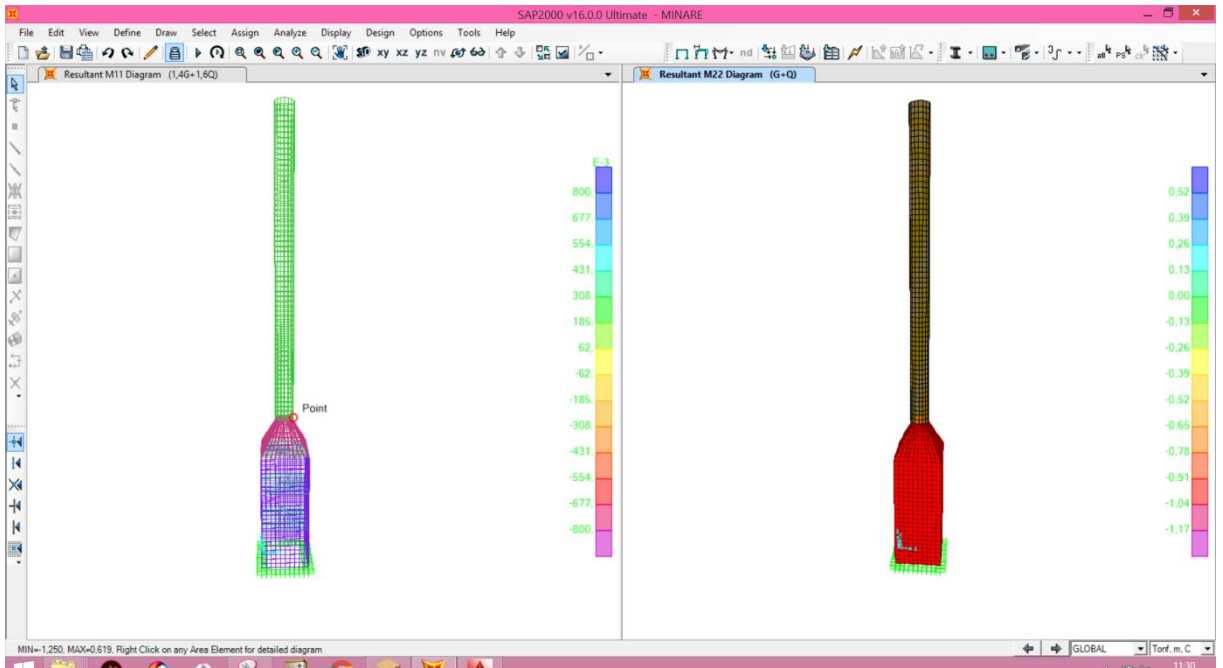 SAP2000 v16.0.0 Ultimate - MINARE
File Edit View Define Draw Select Assign Analyze Display Design Options Tools Help
xy xz yz nv nd
Resultant M11 Diagram (1,4G+1,6Q)
Resultant M22 Diagram (G+Q)
E-3
800,
677,
554,
431,
308,
185,
62,
-62,
-185,
-308,
-431,
-554,
-677,
-800,
Point
0,52
0,39
0,26
0,13
0,00
-0,13
-0,26
-0,39
-0,52
-0,65
-0,78
-0,91
-1,04
-1,17
MIN=-1,250, MAX=0,619, Right Click on any Area Element for detailed diagram
GLOBAL
Tonf, m, C
11:30